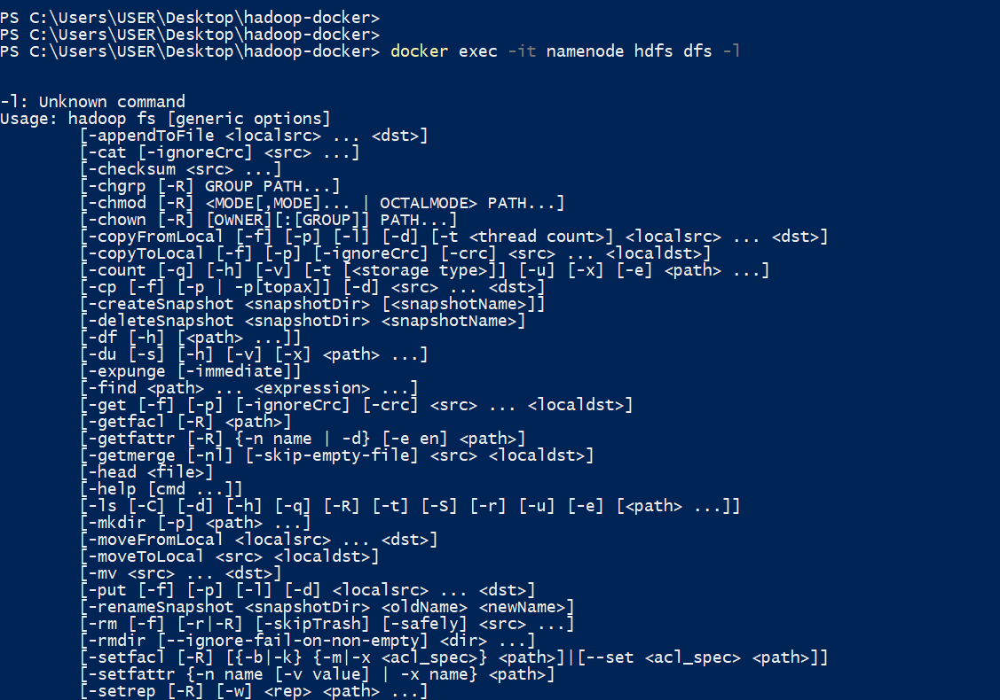 PS C:\Users\USER\Desktop\hadoop-docker>
PS C:\Users\USER\Desktop\hadoop-docker>
PS C:\Users\USER\Desktop\hadoop-docker> docker exec -it namenode hdfs dfs -l
-l: Unknown command
Usage: hadoop fs [generic options]
[-appendToFile <localsrc> ... <dst>]
[-cat [-ignoreCrc] <src> ...]
[-checksum <src> ...]
[-chgrp [-R] GROUP PATH...]
[-chmod [-R] <MODE[,MODE]... | OCTALMODE> PATH...]
[-chown [-R] [OWNER][:[GROUP]] PATH...]
[-copyFromLocal [-f] [-p] [-l] [-d] [-t <thread count>] <localsrc> ... <dst>]
[-copyToLocal [-f] [-p] [-ignoreCrc] [-crc] <src> ... <localdst>]
[-count [-q] [-h] [-v] [-t [<storage type>]] [-u] [-x] [-e] <path> ...]
[-cp [-f] [-p | -p[topax]] [-d] <src> ... <dst>]
[-createSnapshot <snapshotDir> [<snapshotName>]]
[-deleteSnapshot <snapshotDir> <snapshotName>]
[-df [-h] [<path> ...]]
[-du [-s] [-h] [-v] [-x] <path> ...]
[-expunge [-immediate]]
[-find <path> ... <expression> ...]
[-get [-f] [-p] [-ignoreCrc] [-crc] <src> ... <localdst>]
[-getfacl [-R] <path>]
[-getfattr [-R] {-n name | -d} [-e en] <path>]
[-getmerge [-nl] [-skip-empty-file] <src> <localdst>]
[-head <file>]
[-help [cmd ...]]
[-ls [-C] [-d] [-h] [-q] [-R] [-t] [-S] [-r] [-u] [-e] [<path> ...]]
[-mkdir [-p] <path> ...]
[-moveFromLocal <localsrc> ... <dst>]
[-moveToLocal <src> <localdst>]
[-mv <src> ... <dst>]
[-put [-f] [-p] [-l] [-d] <localsrc> ... <dst>]
[-renameSnapshot <snapshotDir> <oldName> <newName>]
[-rm [-f] [-r|-R] [-skipTrash] [-safely] <src> ...]
[-rmdir [--ignore-fail-on-non-empty] <dir> ...]
[-setfacl [-R] [{-b|-k} {-m|-x <acl_spec>} <path>]|[--set <acl_spec> <path>]]
[-setfattr {-n name [-v value] | -x name} <path>]
[-setrep [-R] [-w] <rep> <path> ...]